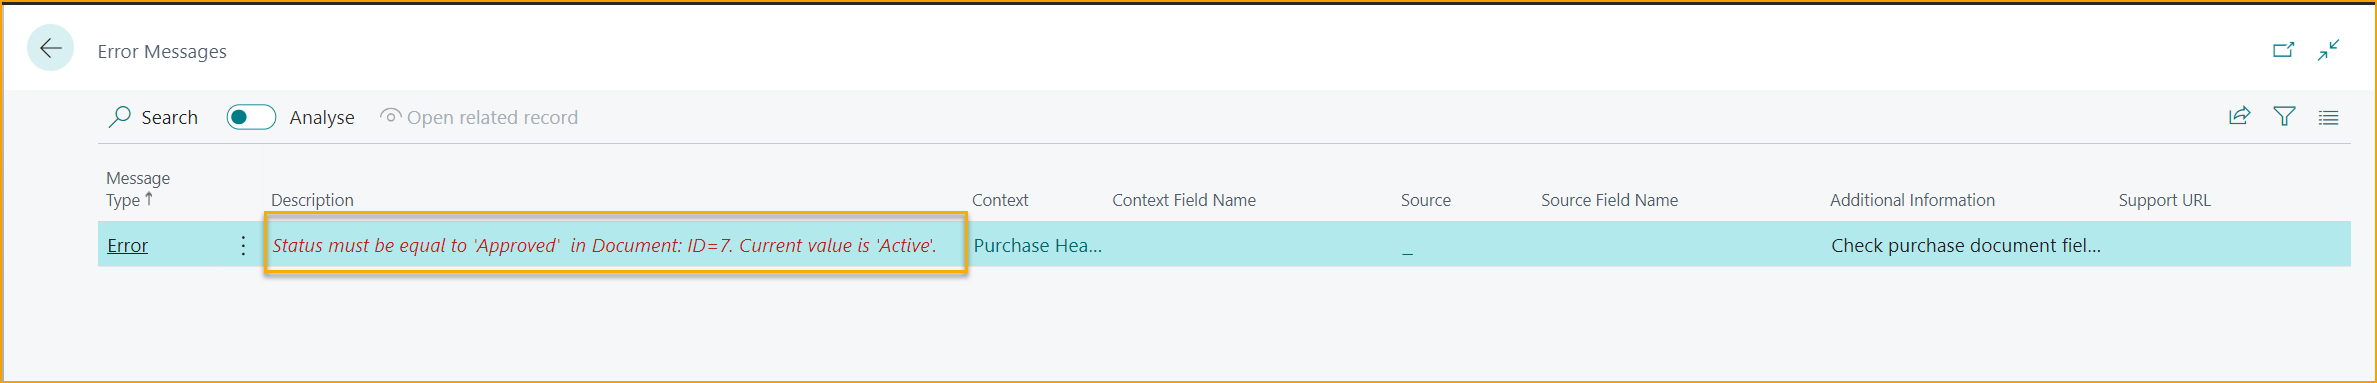 Error Messages
Search Analyse Open related record
Message
Type↑ Description Context Context Field Name Source Source Field Name Additional Information Support URL
Error Status must be equal to 'Approved' in Document: ID=7. Current value is 'Active'. Purchase Hea... _ Check purchase document fiel...